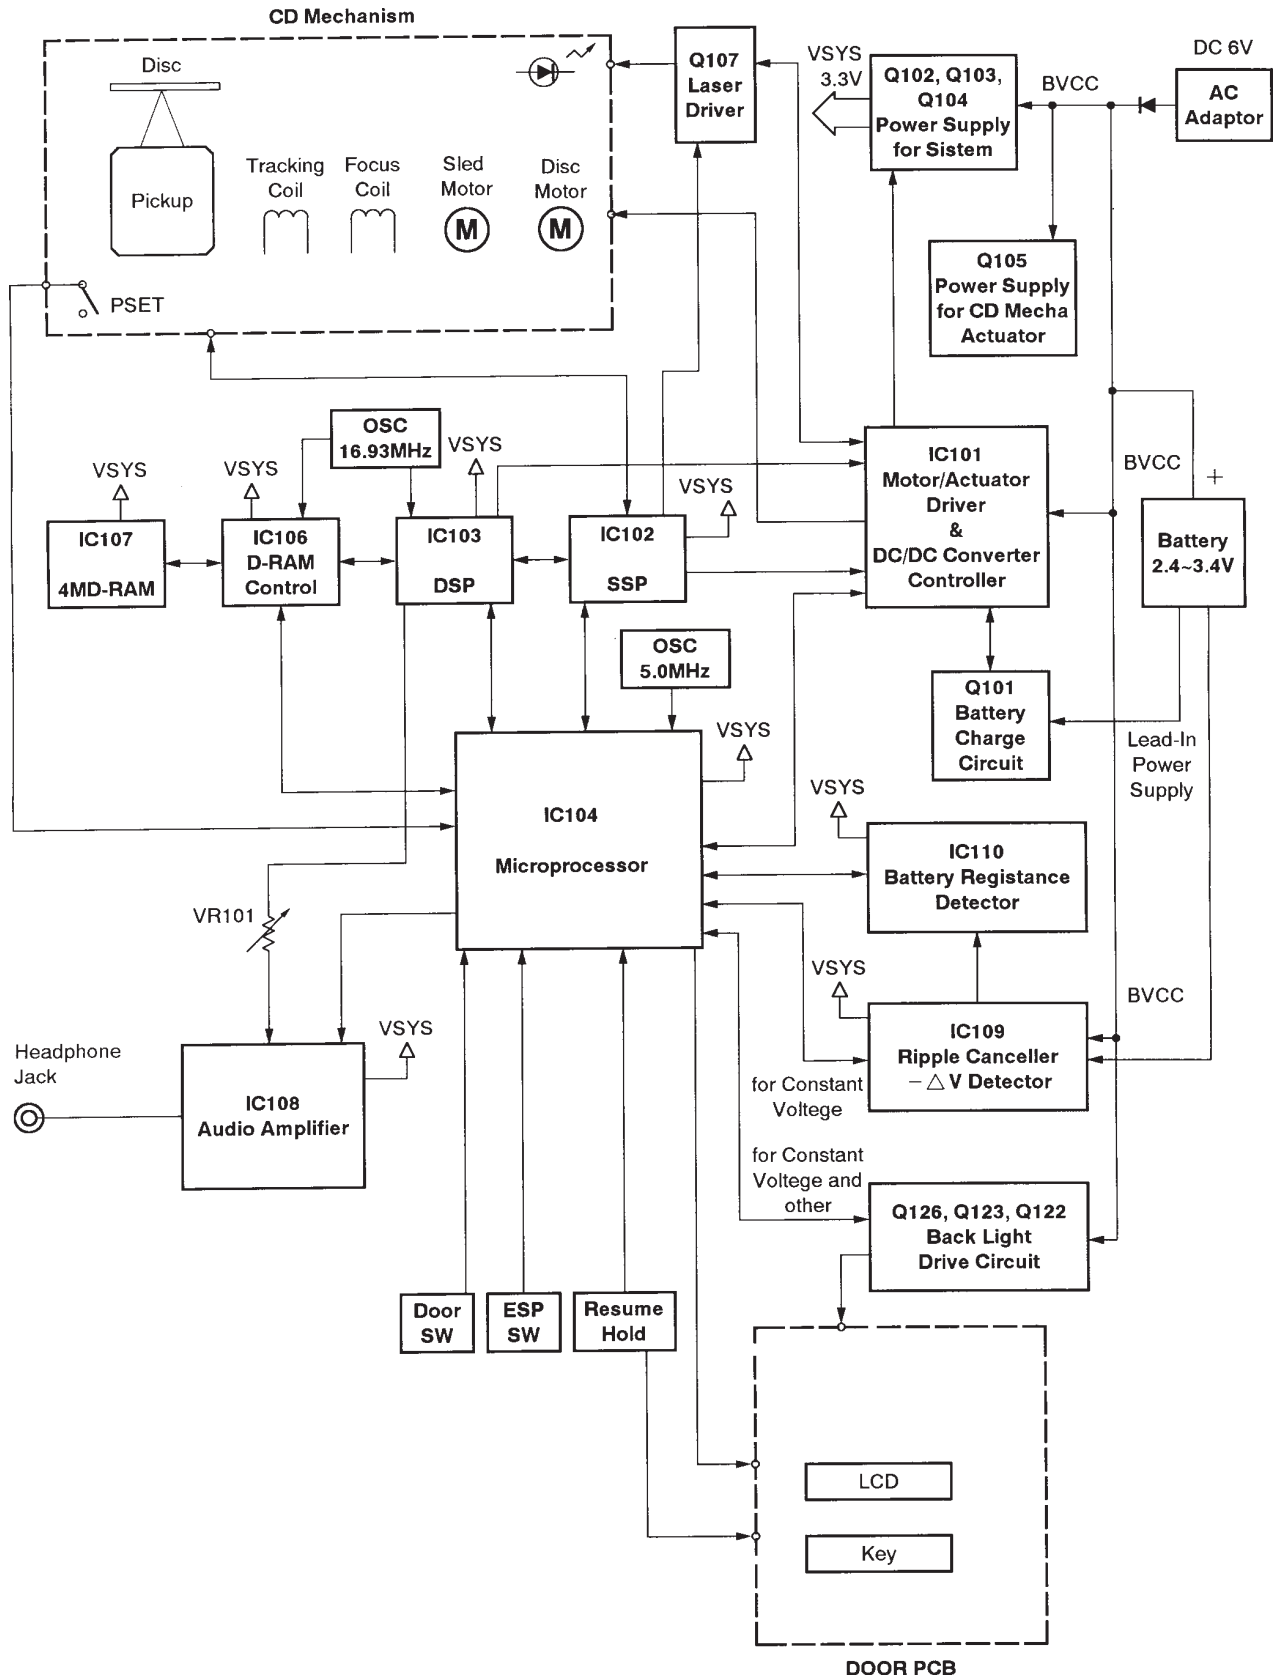 CD Mechanism
Disc
Pickup
Tracking
Coil
Focus
Coil
Sled
Motor
M
Disc
Motor
M
PSET
Q107
Laser
Driver
VSYS
3.3V
Q102, Q103,
Q104
Power Supply
for Sistem
BVCC
DC 6V
AC
Adaptor
Q105
Power Supply
for CD Mecha
Actuator
OSC
16.93MHz
VSYS
VSYS
VSYS
VSYS
IC107
4MD-RAM
IC106
D-RAM
Control
IC103
DSP
IC102
SSP
IC101
Motor/Actuator
Driver
&
DC/DC Converter
Controller
BVCC
+
Battery
2.4~3.4V
OSC
5.0MHz
Q101
Battery
Charge
Circuit
Lead-In
Power
Supply
VSYS
IC104
Microprocessor
VSYS
IC110
Battery Registance
Detector
VR101
VSYS
BVCC
IC109
Ripple Canceller
− △ V Detector
VSYS
Headphone
Jack
IC108
Audio Amplifier
for Constant
Voltege
for Constant
Voltege and
other
Q126, Q123, Q122
Back Light
Drive Circuit
Door
SW
ESP
SW
Resume
Hold
LCD
Key
DOOR PCB